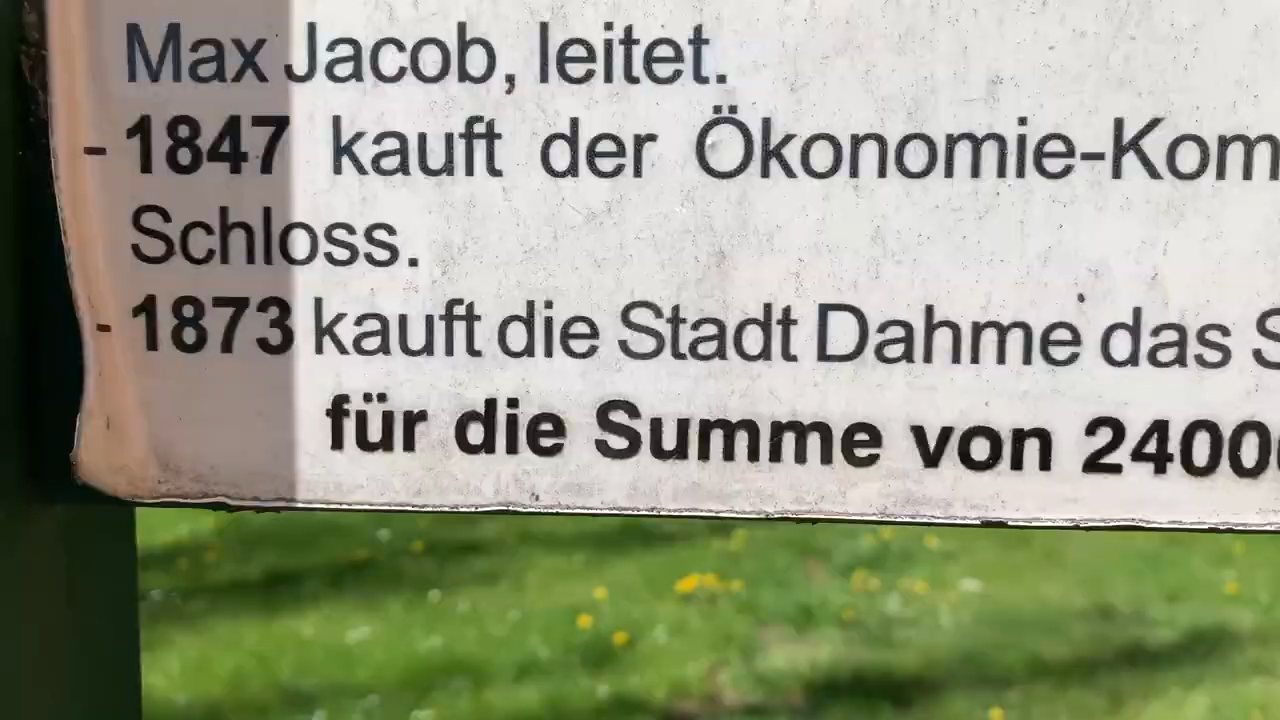 Max Jacob, leitet.
- 1847 kauft der Ökonomie-Kom
Schloss.
- 1873 kauft die Stadt Dahme das S
für die Summe von 2400